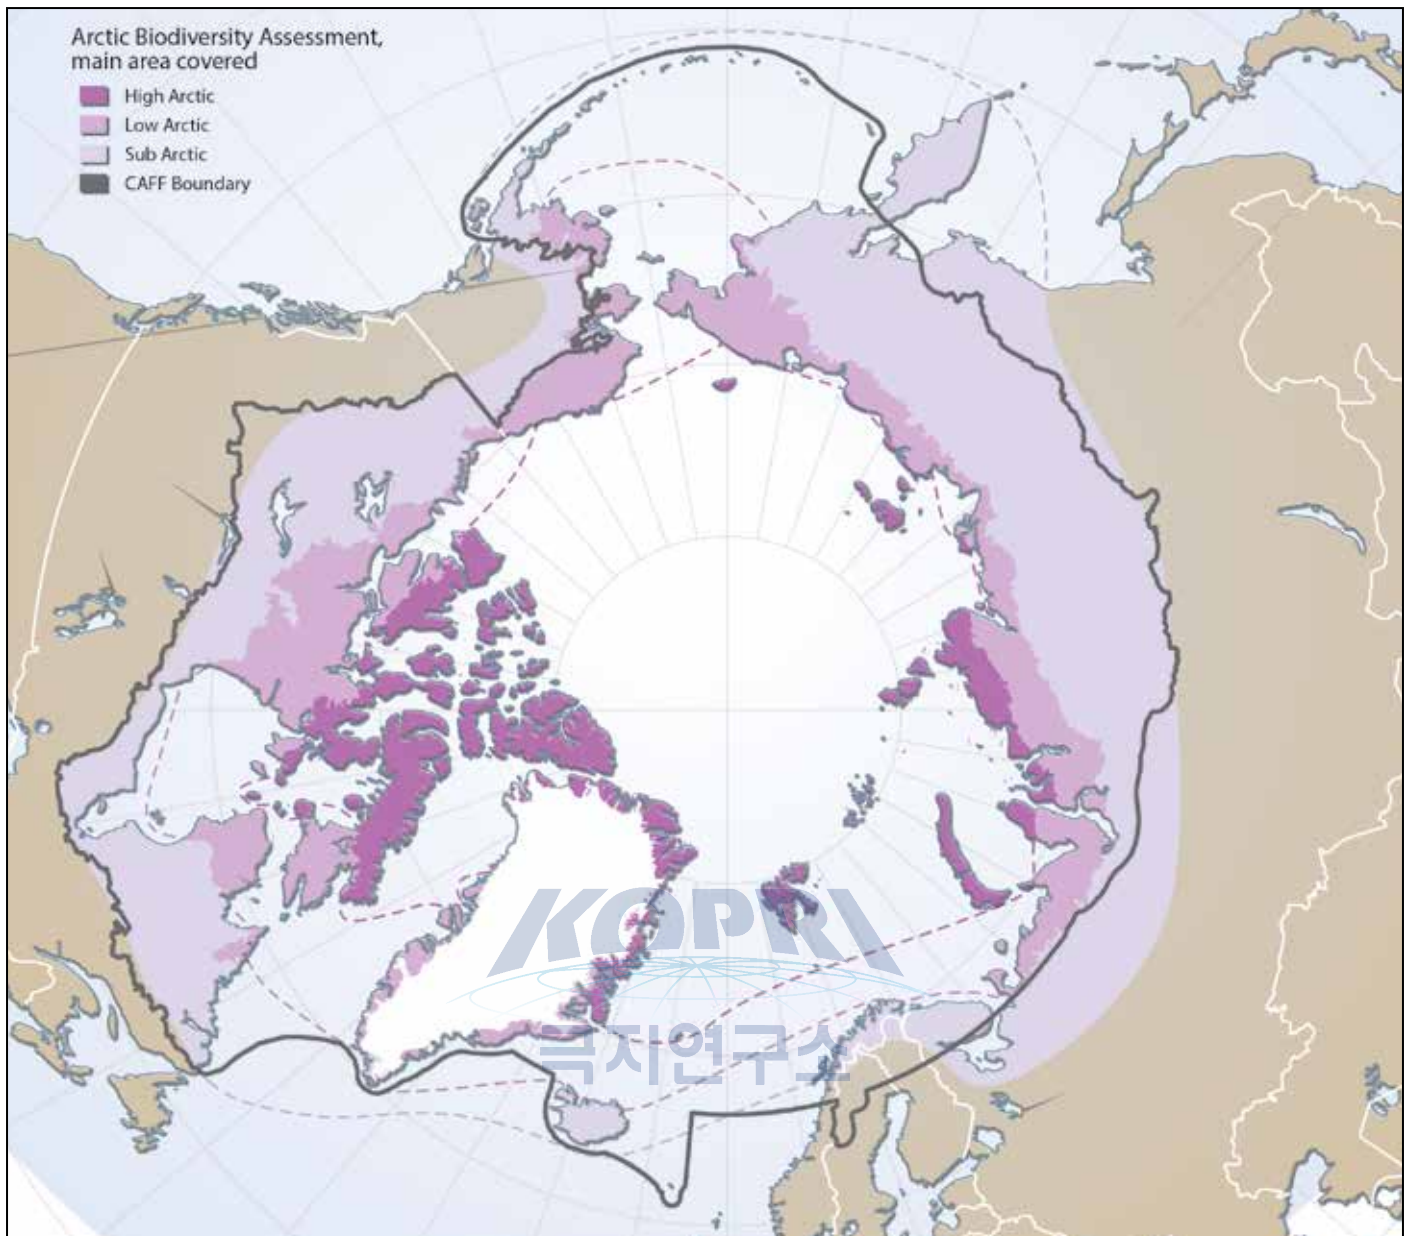 Arctic Biodiversity Assessment,
main area covered
High Arctic
Low Arctic
Sub Arctic
CAFF Boundary
KOPRI
극지연구소